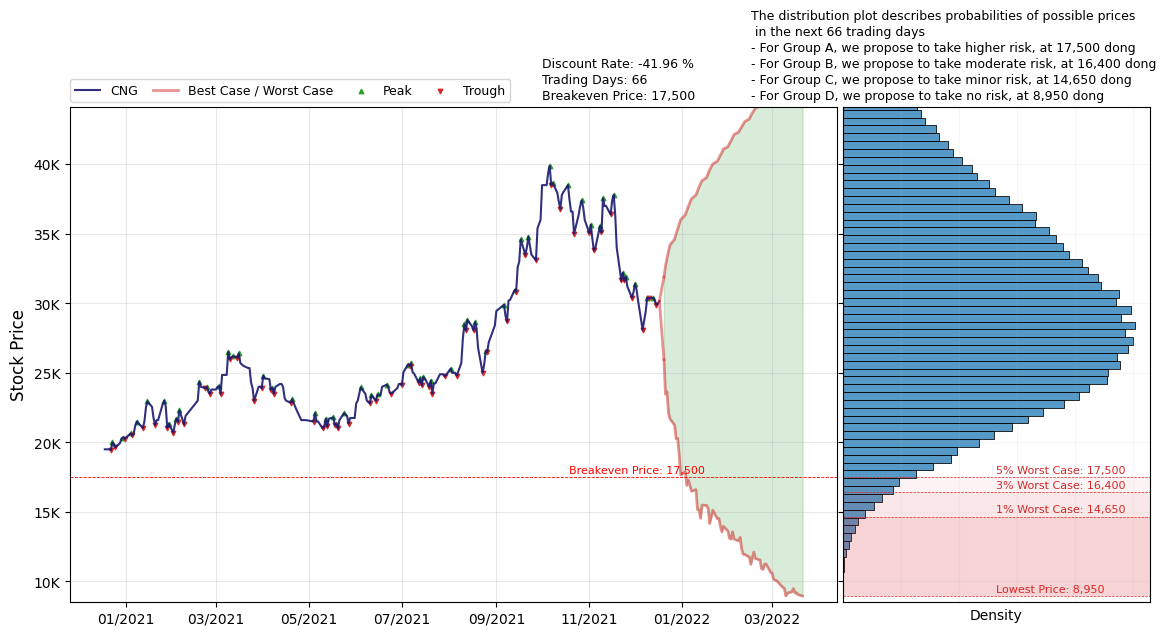 The distribution plot describes probabilities of possible prices
in the next 66 trading days
- For Group A, we propose to take higher risk, at 17,500 dong
- For Group B, we propose to take moderate risk, at 16,400 dong
- For Group C, we propose to take minor risk, at 14,650 dong
- For Group D, we propose to take no risk, at 8,950 dong
Discount Rate: -41.96 %
Trading Days: 66
Breakeven Price: 17,500
CNG Best Case / Worst Case Peak Trough
Stock Price
40K
35K
30K
25K
20K
15K
10K
Breakeven Price: 17,500
01/2021 03/2021 05/2021 07/2021 09/2021 11/2021 01/2022 03/2022
5% Worst Case: 17,500
3% Worst Case: 16,400
1% Worst Case: 14,650
Lowest Price: 8,950
Density